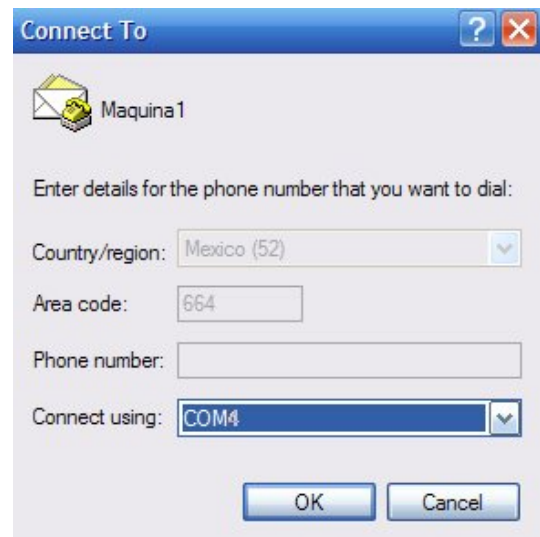 Connect To
Maquina1
Enter details for the phone number that you want to dial:
Country/region: Mexico (52)
Area code: 664
Phone number:
Connect using: COM4
OK Cancel